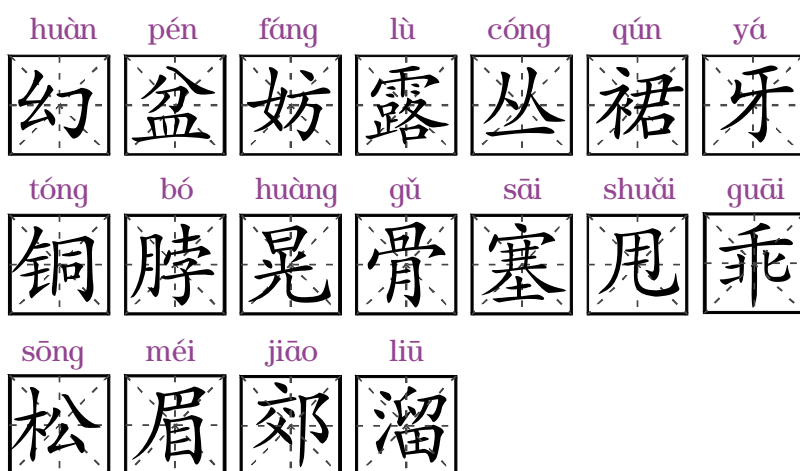 huàn pén fáng lù cóng qún yá
幻 盆 妨 露 丛 裙 牙
tóng bó huàng gǔ sāi shuǎi guāi
铜 脖 晃 骨 塞 甩 乖
sōng méi jiāo liū
松 眉 郊 溜